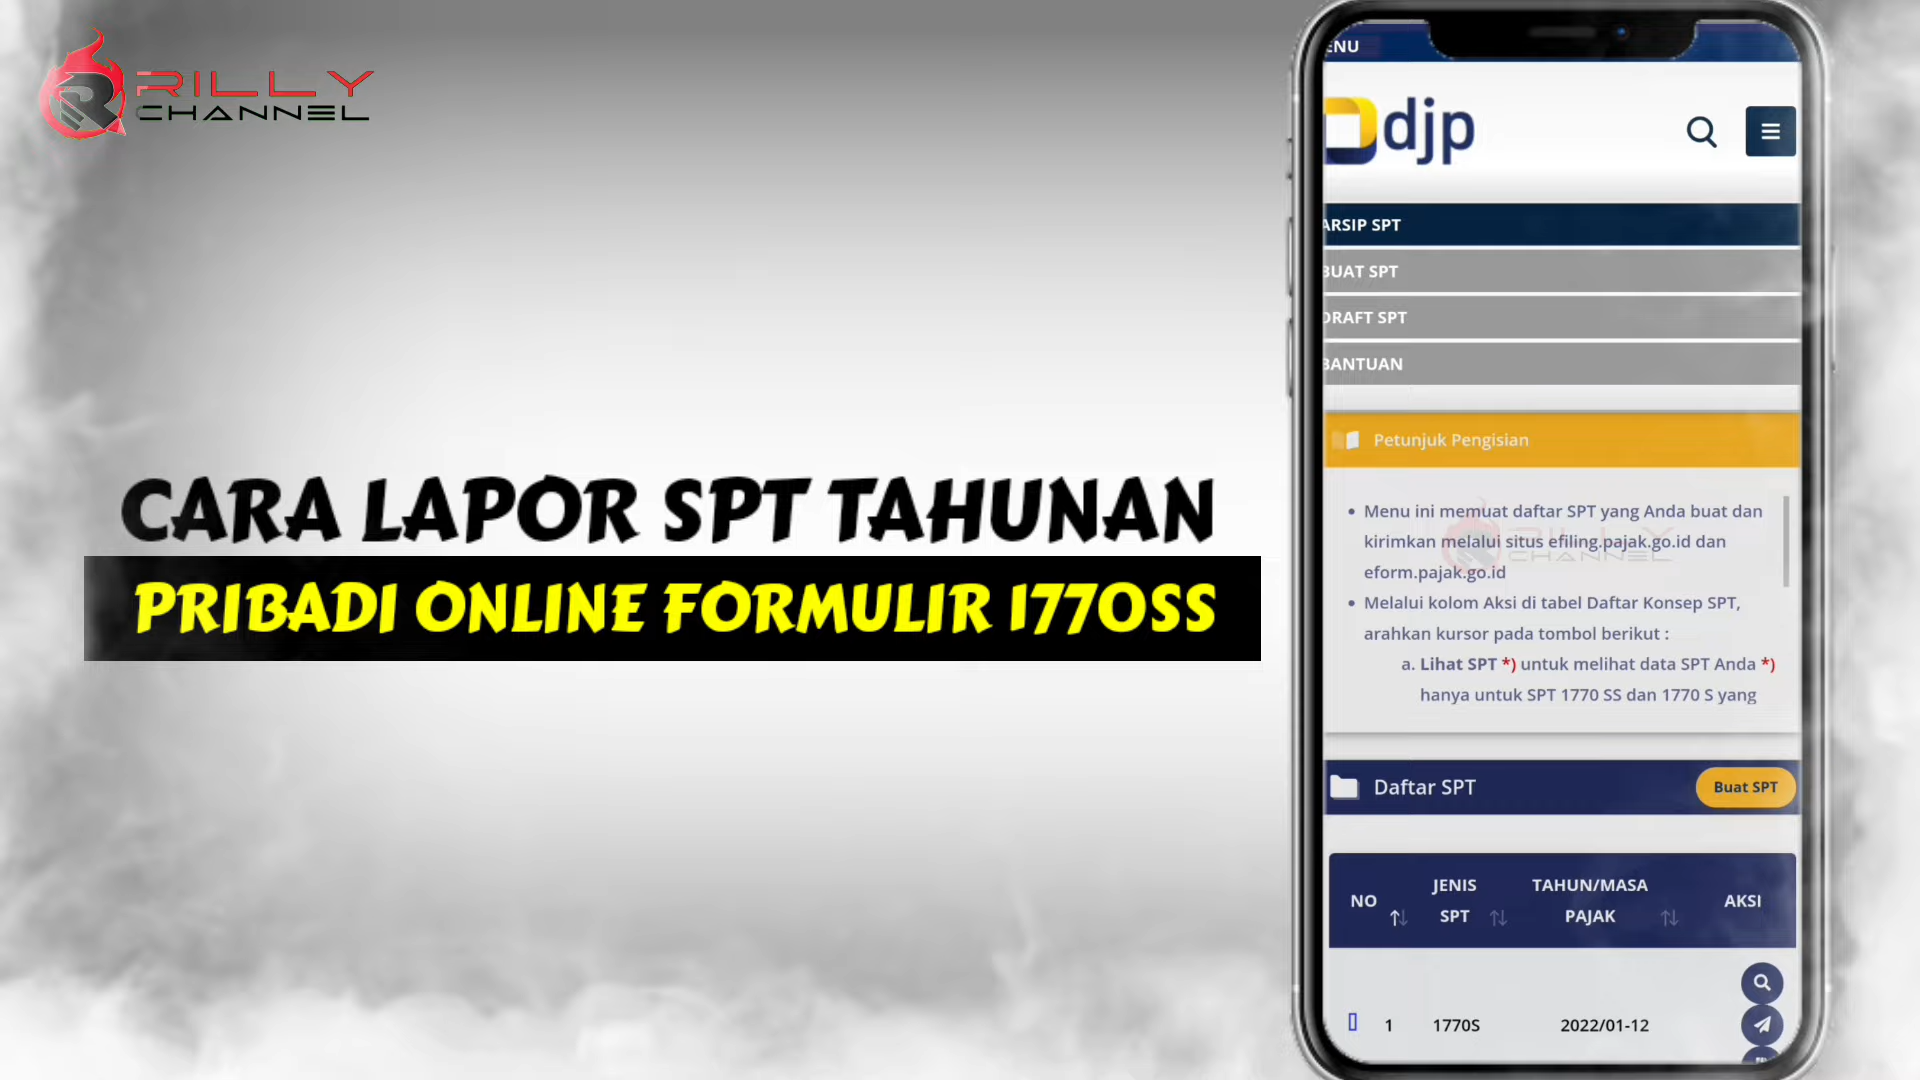 RILLY
CHANNEL
CARA LAPOR SPT TAHUNAN
PRIBADI ONLINE FORMULIR 1770SS
ENU
djp
ARSIP SPT
BUAT SPT
DRAFT SPT
BANTUAN
Petunjuk Pengisian
• Menu ini memuat daftar SPT yang Anda buat dan
kirimkan melalui situs efiling.pajak.go.id dan
eform.pajak.go.id
RILLY
CHANNEL
• Melalui kolom Aksi di tabel Daftar Konsep SPT,
arahkan kursor pada tombol berikut :
a. Lihat SPT *) untuk melihat data SPT Anda *)
hanya untuk SPT 1770 SS dan 1770 S yang
Daftar SPT
Buat SPT
NO JENIS SPT TAHUN/MASA PAJAK AKSI
1 1770S 2022/01-12